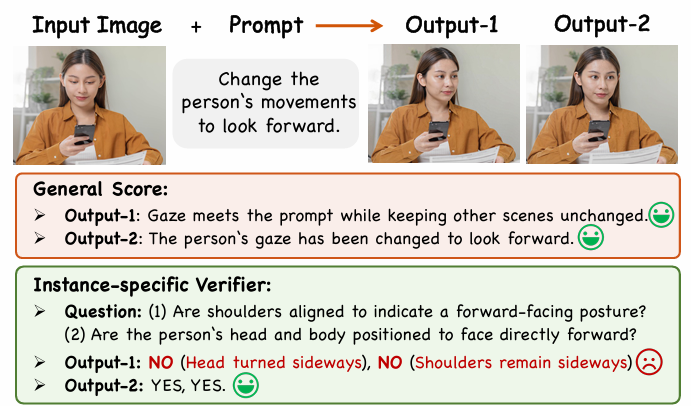 Input Image + Prompt → Output-1 Output-2
Change the
person's movements
to look forward.
General Score:
➢ Output-1: Gaze meets the prompt while keeping other scenes unchanged.
➢ Output-2: The person's gaze has been changed to look forward.
Instance-specific Verifier:
➢ Question: (1) Are shoulders aligned to indicate a forward-facing posture?
(2) Are the person's head and body positioned to face directly forward?
➢ Output-1: NO (Head turned sideways), NO (Shoulders remain sideways)
➢ Output-2: YES, YES.